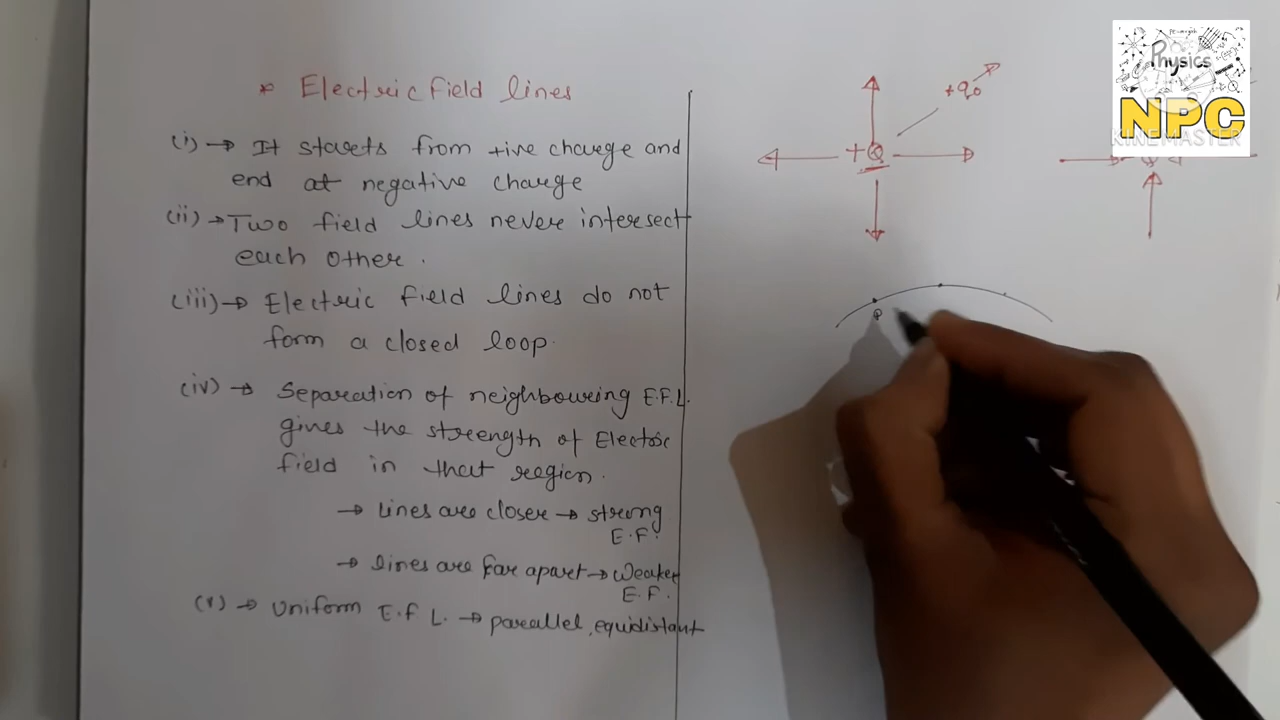 * Electric field lines
(i) → It starets from +ive charge and
end at negative charge
(ii) → Two field lines never intersect
each other.
(iii) → Electric field lines do not
form a closed loop.
(iv) → Separation of neighbouring E.F.L.
gives the strength of Electric
field in that region.
→ Lines are closer → strong
E.F.
→ lines are far apart → Weaker
E.F.
(v) → Uniform E.F L. → parallel, equidistant
+q₀
+Q
P
Physics
NPC
KINEMASTER